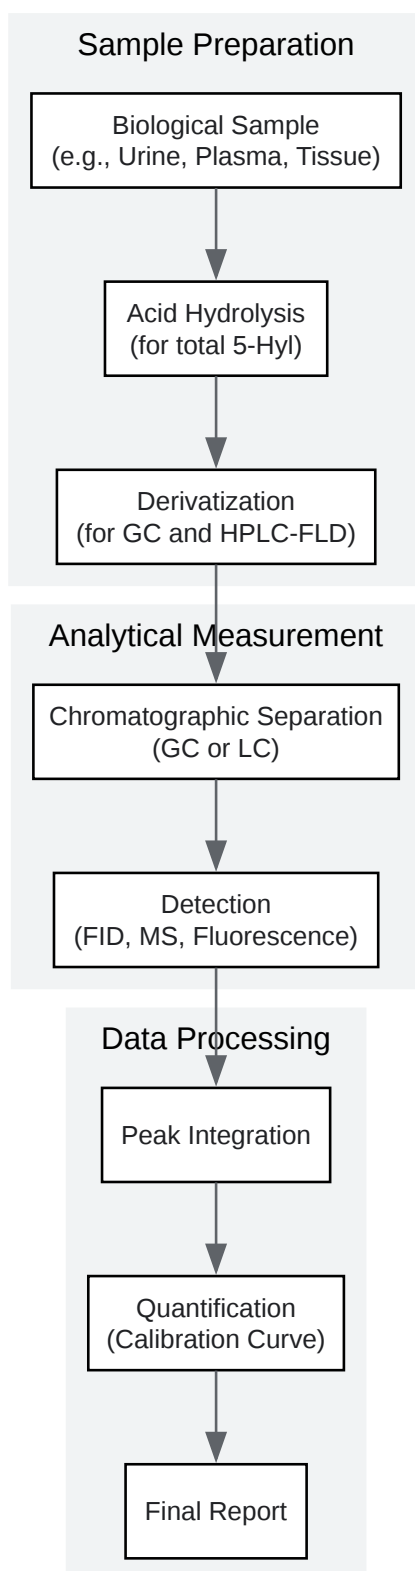 Sample Preparation
Biological Sample
(e.g., Urine, Plasma, Tissue)
Acid Hydrolysis
(for total 5-Hyl)
Derivatization
(for GC and HPLC-FLD)
Analytical Measurement
Chromatographic Separation
(GC or LC)
Detection
(FID, MS, Fluorescence)
Data Processing
Peak Integration
Quantification
(Calibration Curve)
Final Report